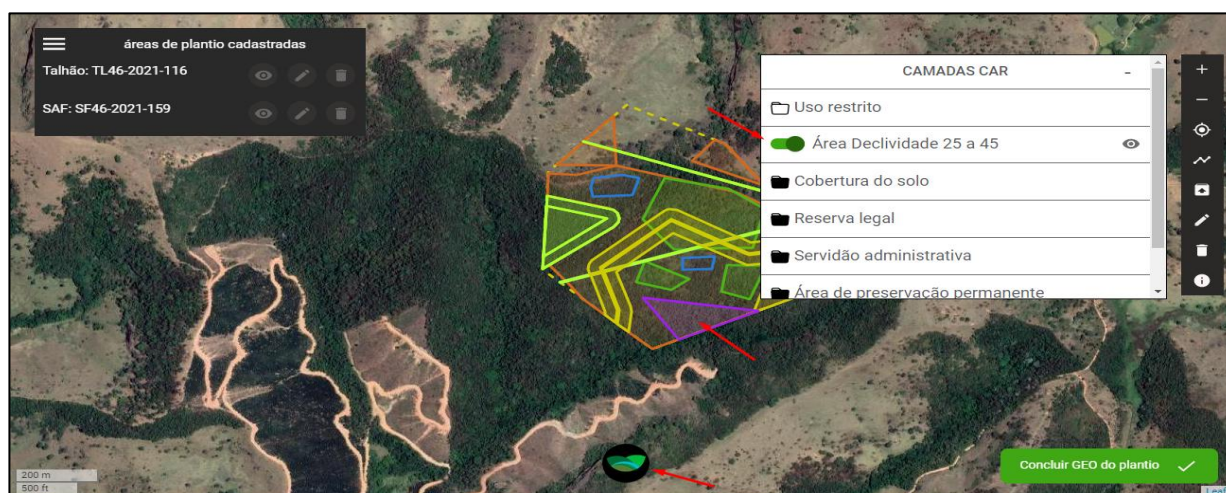 áreas de plantio cadastradas
Talhão: TL46-2021-116
SAF: SF46-2021-159
CAMADAS CAR -
Uso restrito
Área Declividade 25 a 45
Cobertura do solo
Reserva legal
Servidão administrativa
Área de preservação permanente
200 m
500 ft
Concluir GEO do plantio